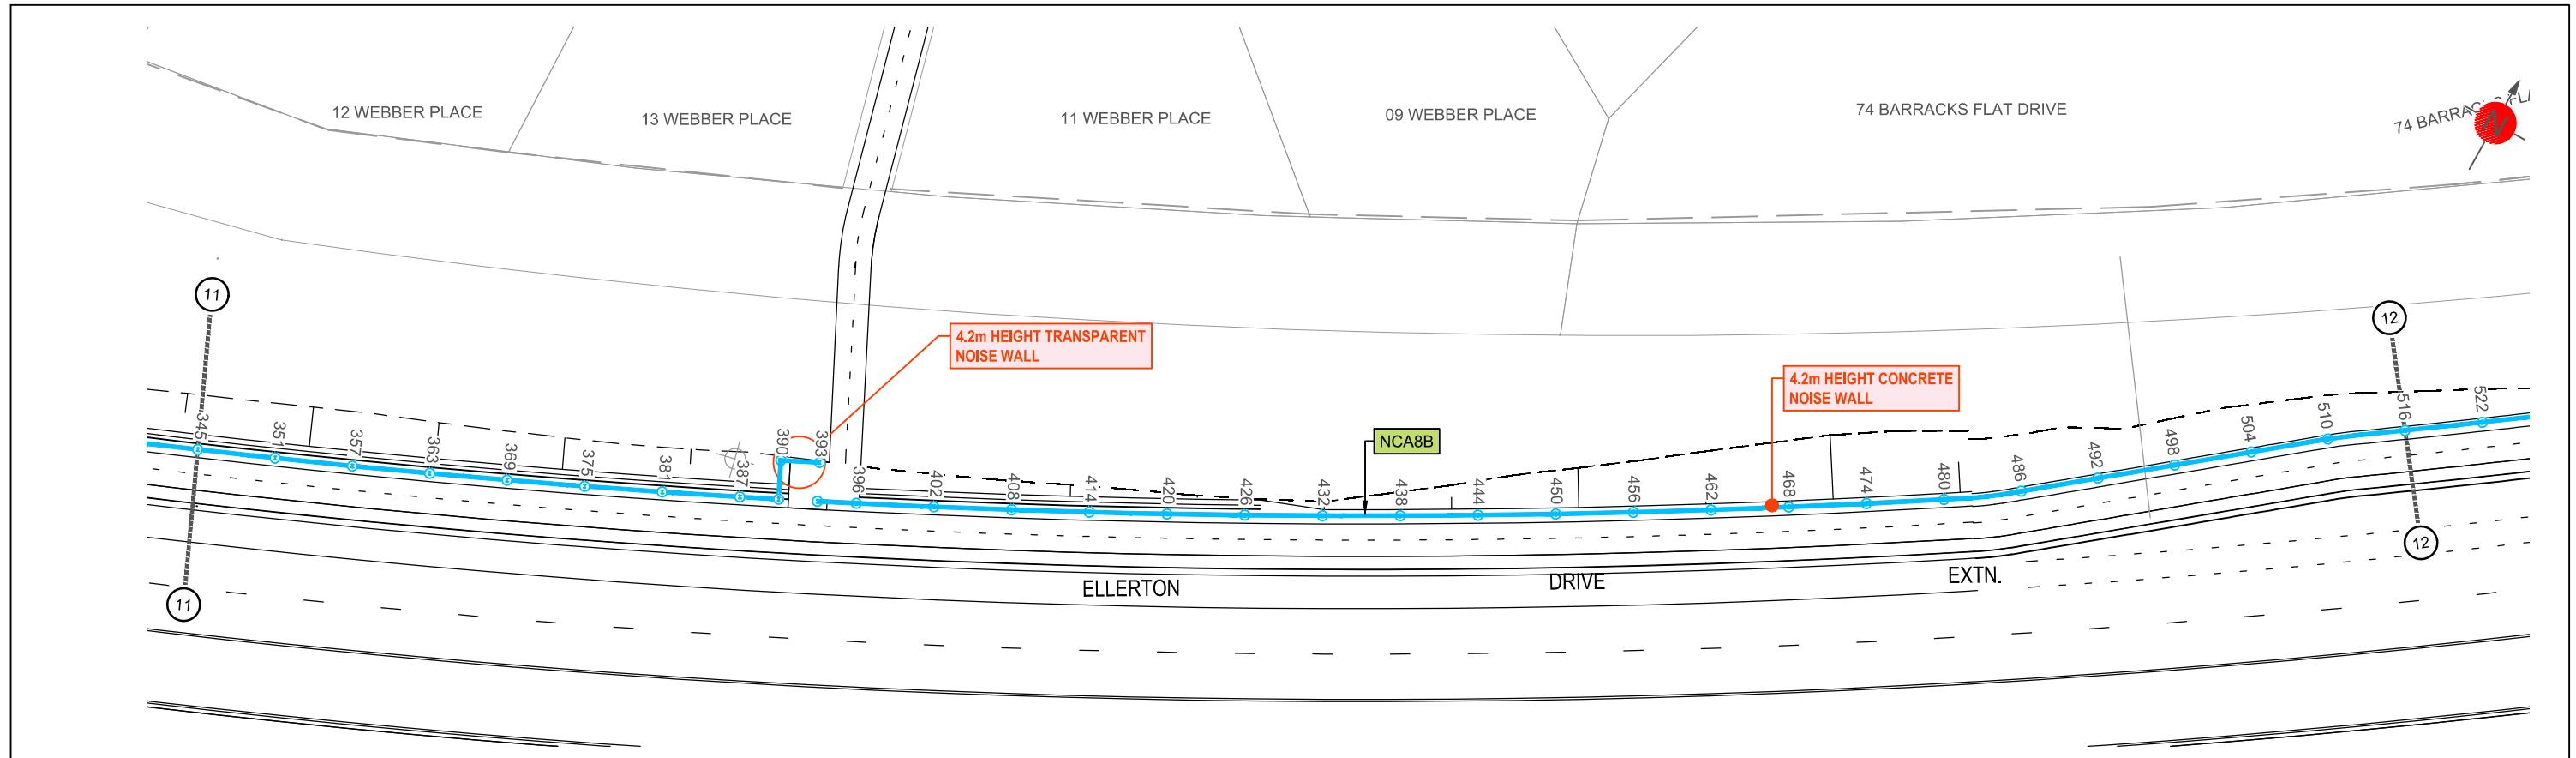 12 WEBBER PLACE
13 WEBBER PLACE
11 WEBBER PLACE
09 WEBBER PLACE
74 BARRACKS FLAT DRIVE
74 BARRACKS FLA
N
11
12
4.2m HEIGHT TRANSPARENT
NOISE WALL
4.2m HEIGHT CONCRETE
NOISE WALL
NCA8B
345
351
357
363
369
375
381
387
390
393
396
402
408
414
420
426
432
438
444
450
456
462
468
474
480
486
492
498
504
510
516
522
11
12
ELLERTON DRIVE EXTN.